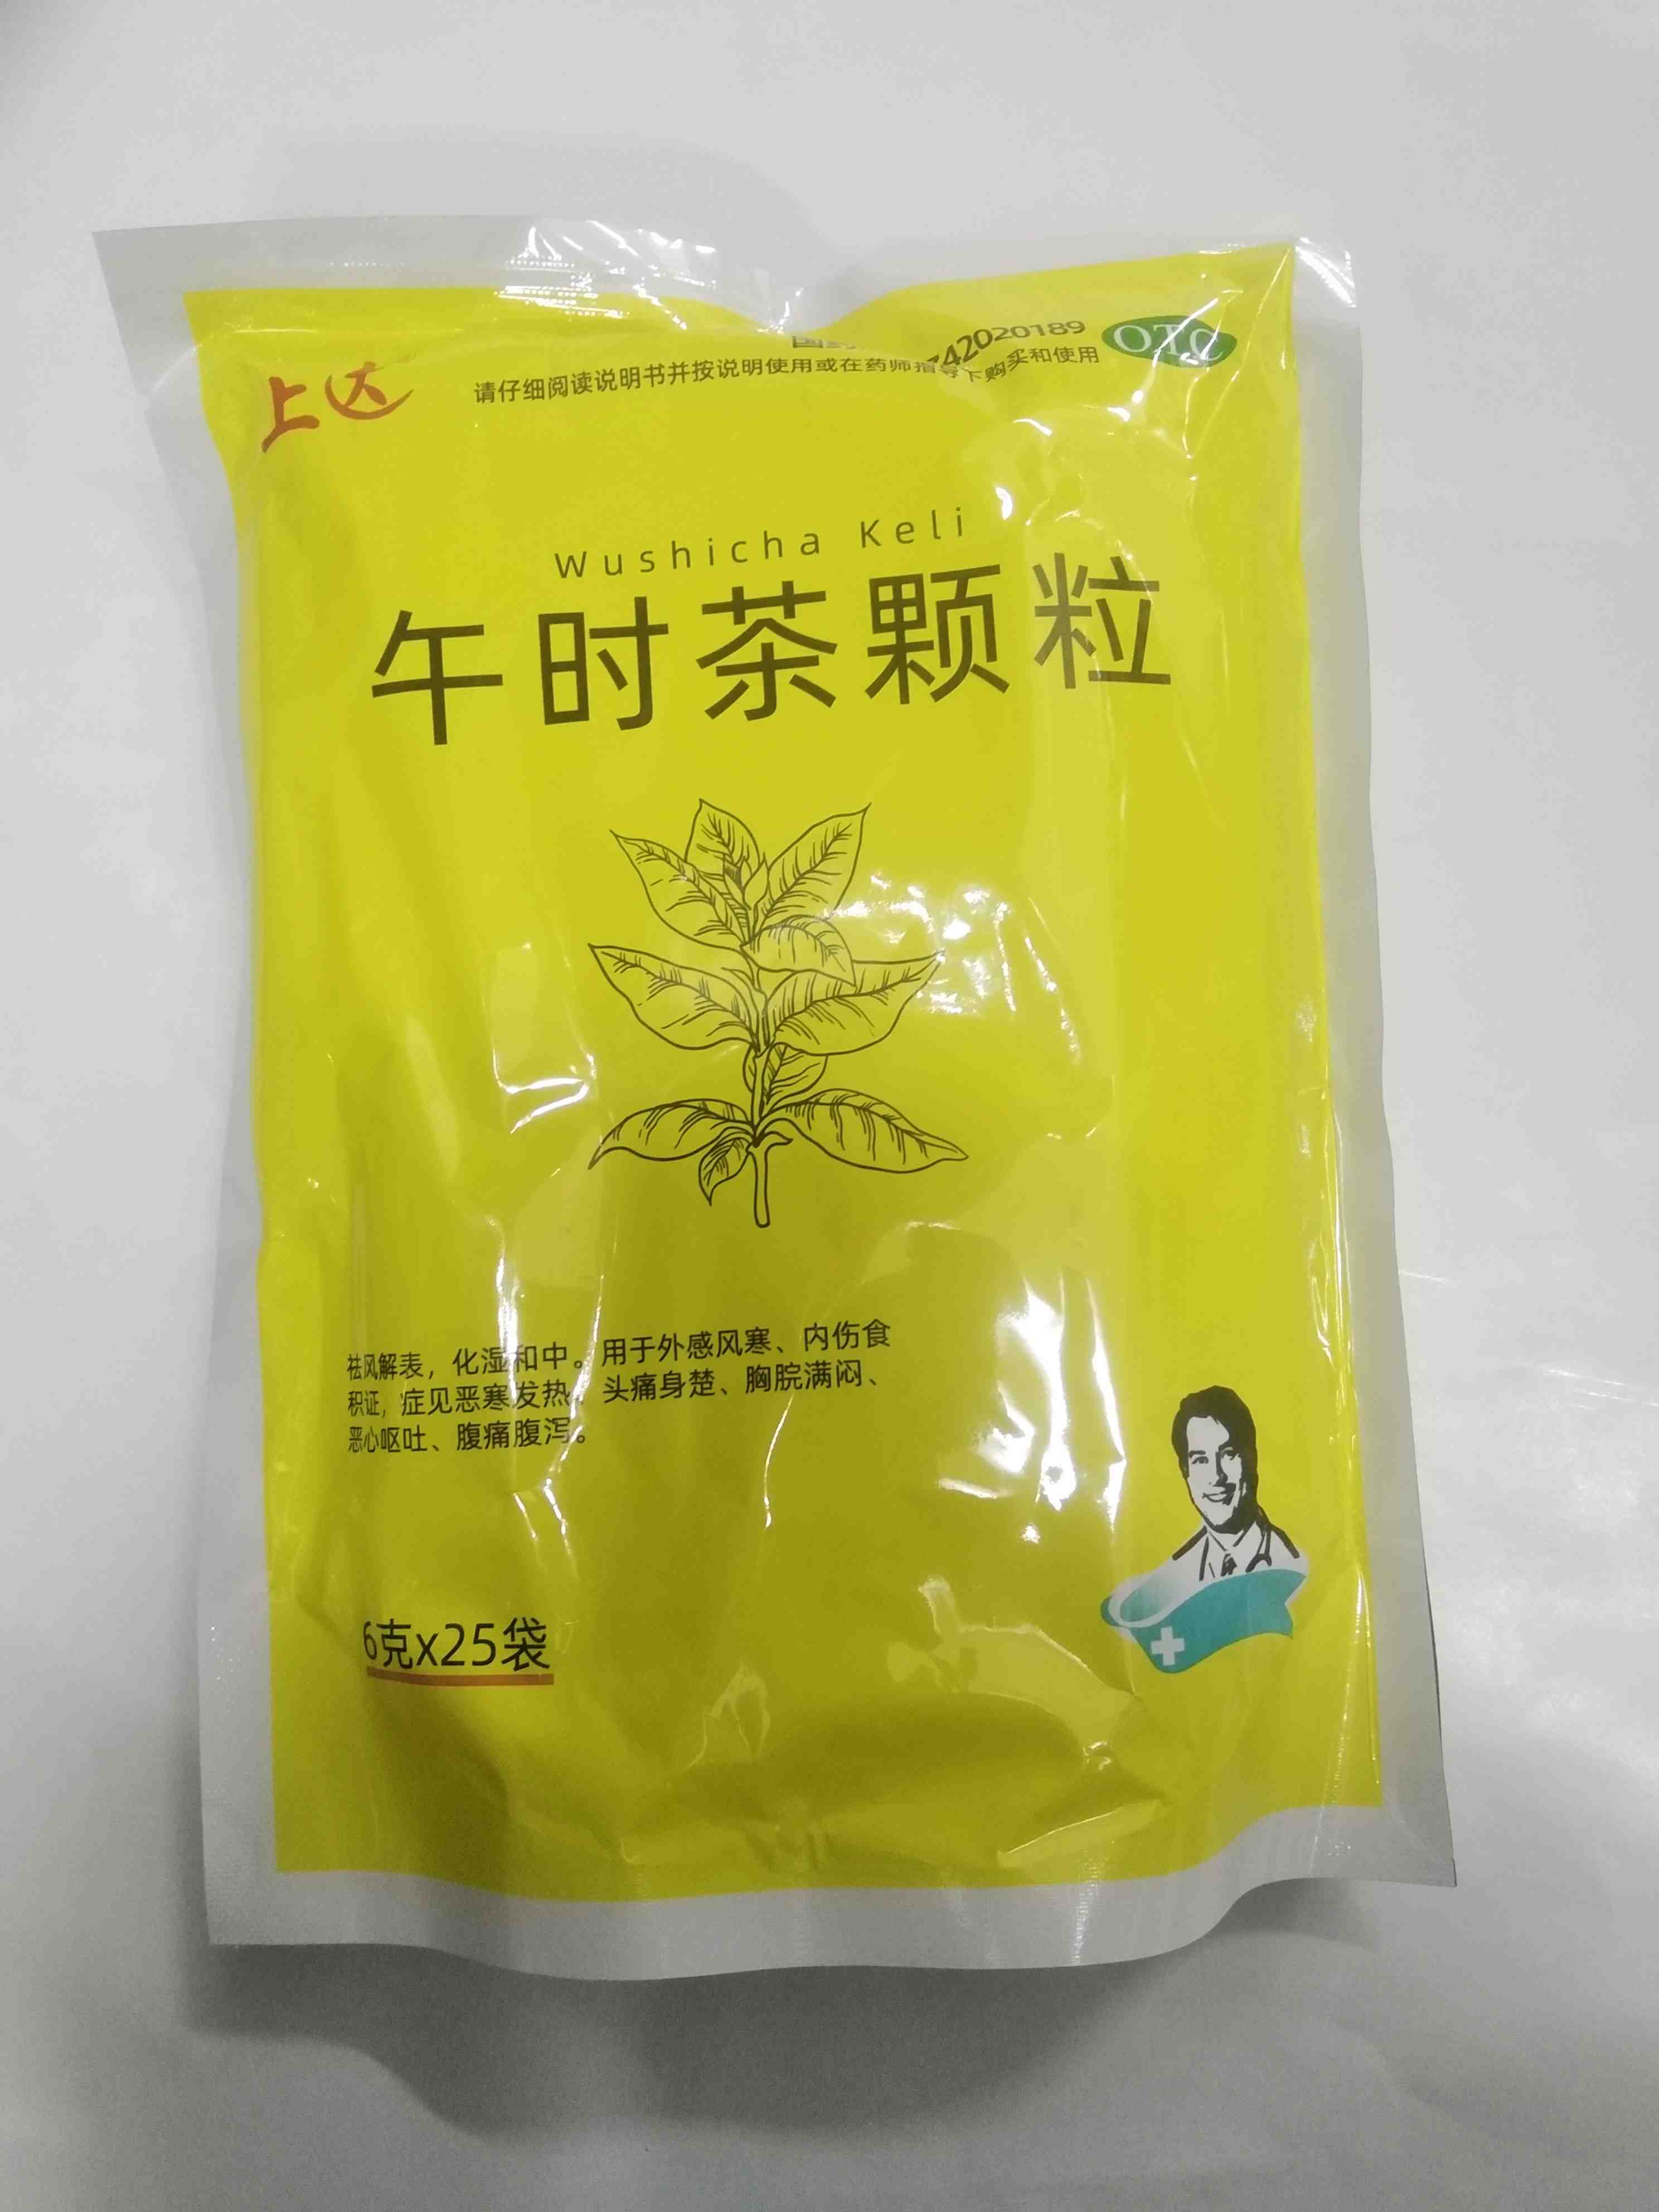 上达
Z42020189
OTC
请仔细阅读说明书并按说明使用或在药师指导下购买和使用
Wushicha Keli
午时茶颗粒
祛风解表，化湿和中。用于外感风寒、内伤食
积证，症见恶寒发热、头痛身楚、胸脘满闷、
恶心呕吐、腹痛腹泻。
6克x25袋